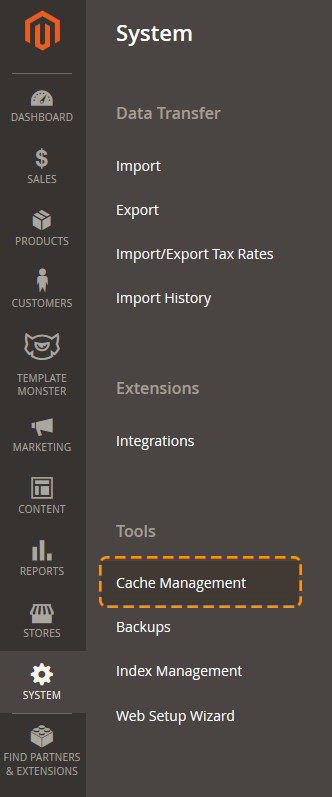 DASHBOARD
SALES
PRODUCTS
CUSTOMERS
TEMPLATE
MONSTER
MARKETING
CONTENT
REPORTS
STORES
SYSTEM
FIND PARTNERS
& EXTENSIONS
System
Data Transfer
Import
Export
Import/Export Tax Rates
Import History
Extensions
Integrations
Tools
Cache Management
Backups
Index Management
Web Setup Wizard